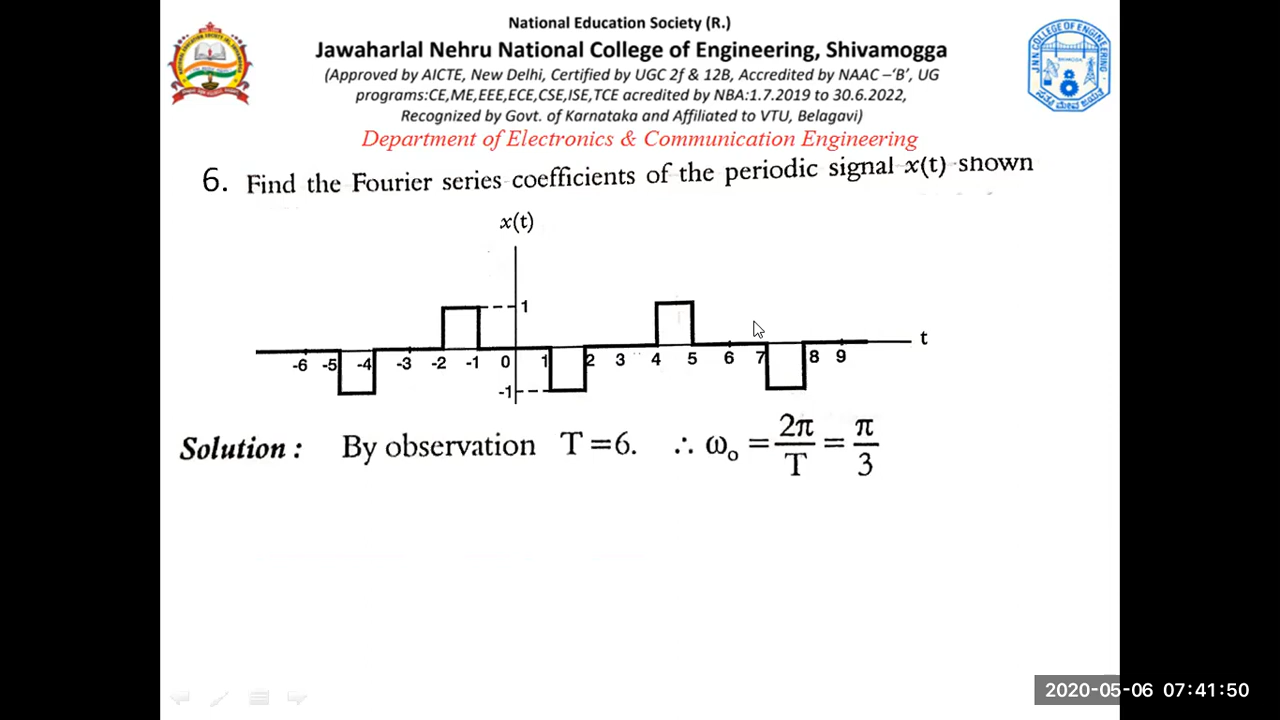 National Education Society (R.)
Jawaharlal Nehru National College of Engineering, Shivamogga
(Approved by AICTE, New Delhi, Certified by UGC 2f & 12B, Accredited by NAAC –‘B’, UG
programs:CE,ME,EEE,ECE,CSE,ISE,TCE acredited by NBA:1.7.2019 to 30.6.2022,
Recognized by Govt. of Karnataka and Affiliated to VTU, Belagavi)
Department of Electronics & Communication Engineering
6. Find the Fourier series coefficients of the periodic signal x(t) shown
x(t)
1
t
-6 -5 -4 -3 -2 -1 0 1 2 3 4 5 6 7 8 9
-1
Solution : By observation T = 6. ∴ ω₀ = 2π/T = π/3
2020-05-06 07:41:50